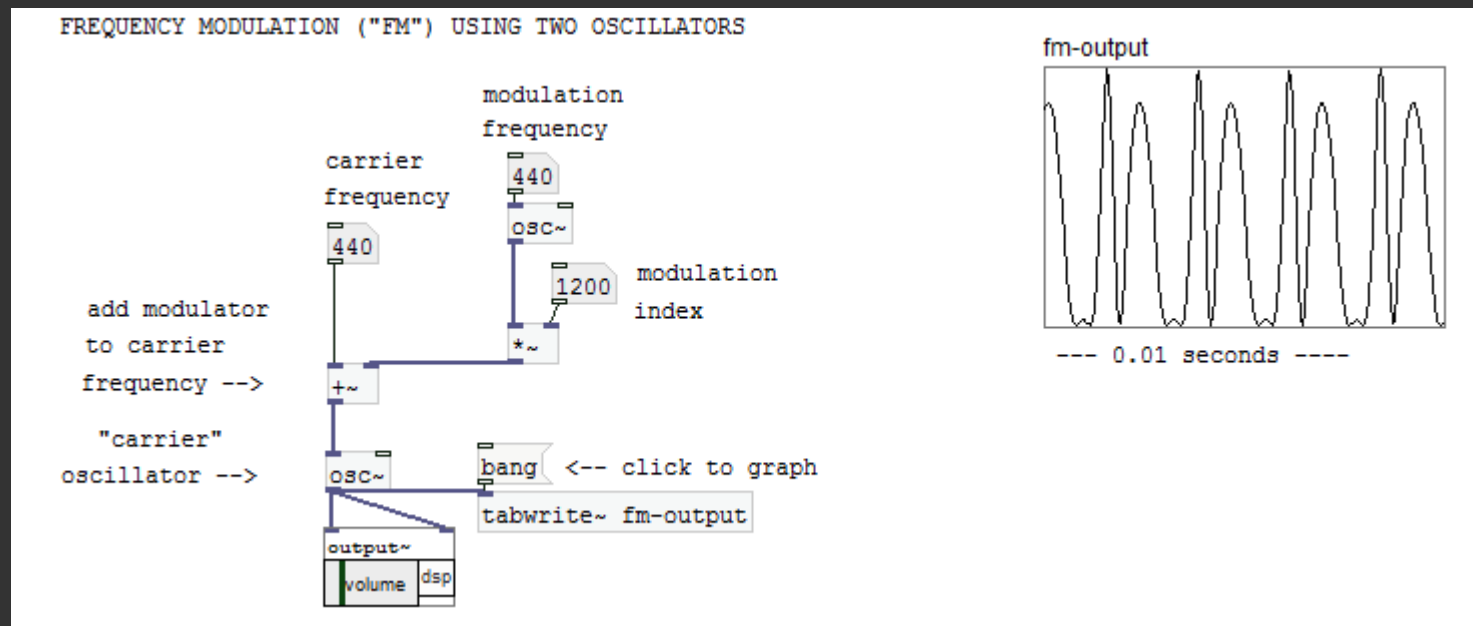 FREQUENCY MODULATION ("FM") USING TWO OSCILLATORS
fm-output
modulation
frequency
carrier
frequency
440
osc~
440
1200
modulation
index
add modulator
to carrier
frequency -->
*~
+~
--- 0.01 seconds ----
"carrier"
oscillator -->
osc~
bang
<-- click to graph
tabwrite~ fm-output
output~
volume
dsp